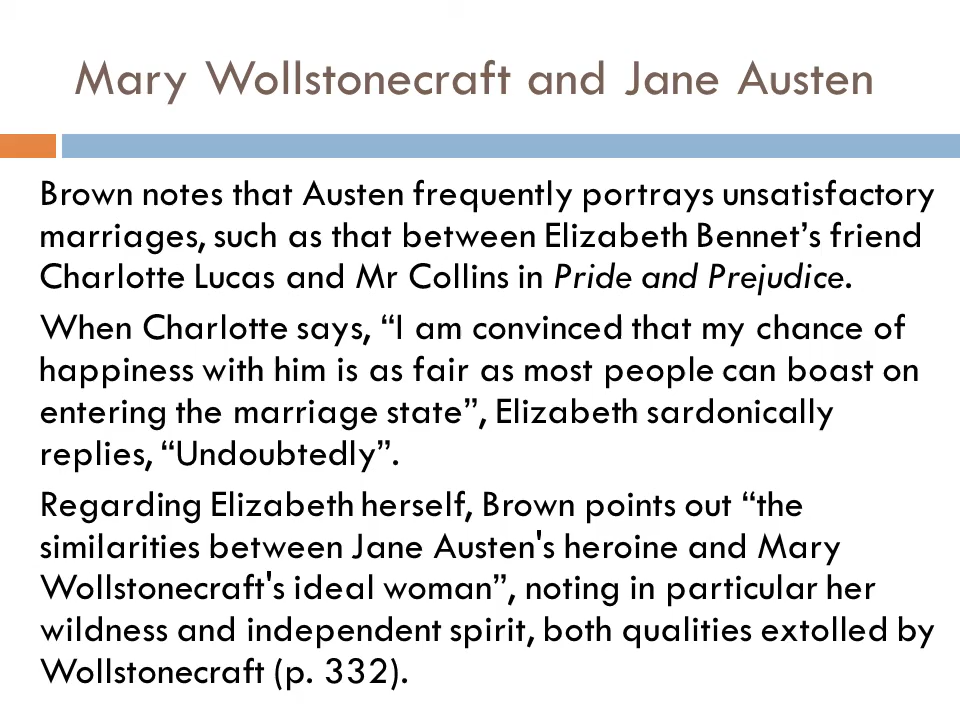 Mary Wollstonecraft and Jane Austen
Brown notes that Austen frequently portrays unsatisfactory
marriages, such as that between Elizabeth Bennet’s friend
Charlotte Lucas and Mr Collins in Pride and Prejudice.
When Charlotte says, “I am convinced that my chance of
happiness with him is as fair as most people can boast on
entering the marriage state”, Elizabeth sardonically
replies, “Undoubtedly”.
Regarding Elizabeth herself, Brown points out “the
similarities between Jane Austen's heroine and Mary
Wollstonecraft's ideal woman”, noting in particular her
wildness and independent spirit, both qualities extolled by
Wollstonecraft (p. 332).